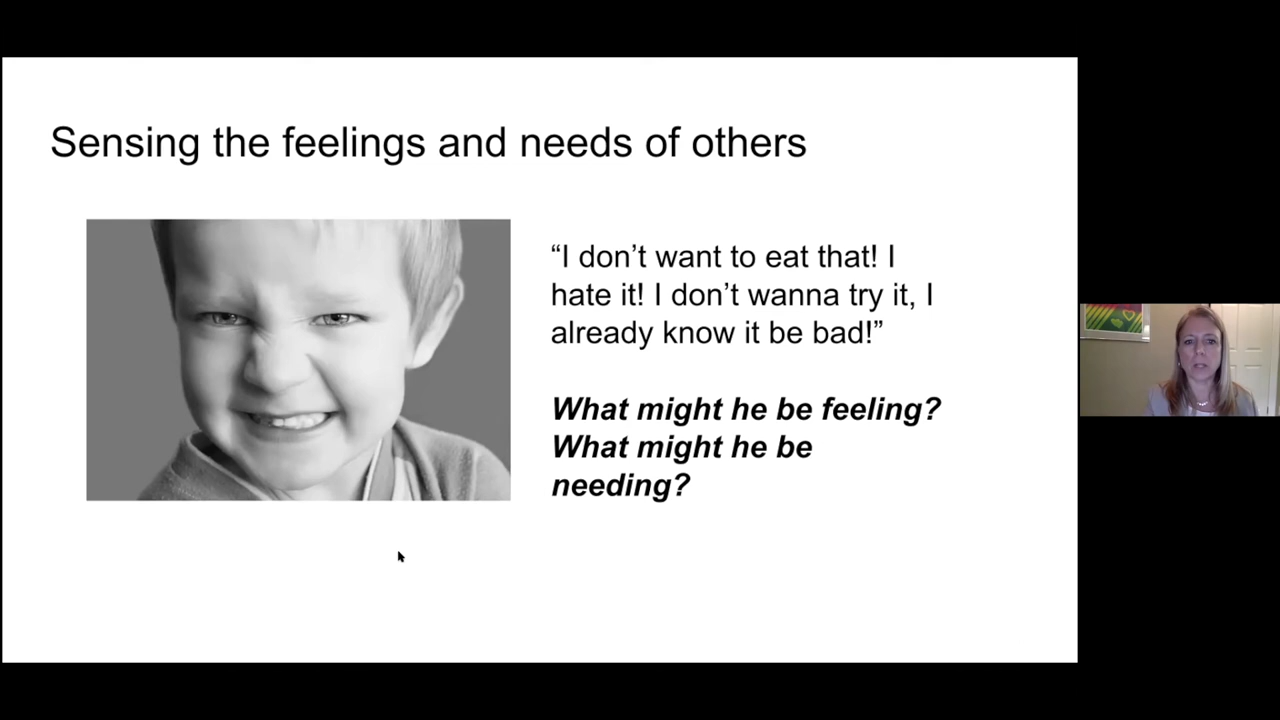 Sensing the feelings and needs of others
“I don’t want to eat that! I
hate it! I don’t wanna try it, I
already know it be bad!”
What might he be feeling?
What might he be
needing?